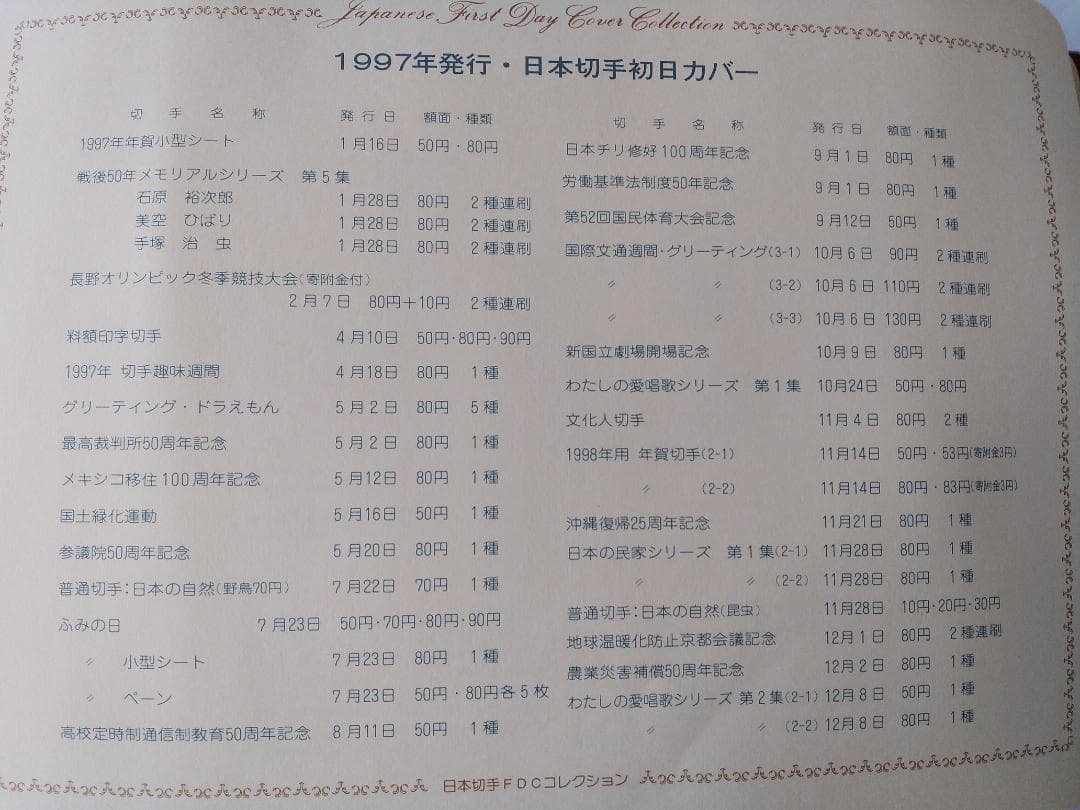 Japanese First Day Cover Collection
1997年発行・日本切手初日カバー
切手名称 発行日 額面・種類
1997年年賀小型シート 1月16日 50円・80円
戦後50年メモリアルシリーズ 第5集
石原 裕次郎 1月28日 80円 2種連刷
美空 ひばり 1月28日 80円 2種連刷
手塚 治 虫 1月28日 80円 2種連刷
長野オリンピック冬季競技大会(寄附金付)
2月7日 80円+10円 2種連刷
料額印字切手 4月10日 50円・80円・90円
1997年 切手趣味週間 4月18日 80円 1種
グリーティング・ドラえもん 5月2日 80円 5種
最高裁判所50周年記念 5月2日 80円 1種
メキシコ移住100周年記念 5月12日 80円 1種
国土緑化運動 5月16日 50円 1種
参議院50周年記念 5月20日 80円 1種
普通切手:日本の自然(野鳥70円) 7月22日 70円 1種
ふみの日 7月23日 50円・70円・80円・90円
〃 小型シート 7月23日 80円 1種
〃 ペーン 7月23日 50円・80円各5枚
高校定時制通信制教育50周年記念 8月11日 50円 1種
切手名称 発行日 額面・種類
日本チリ修好100周年記念 9月1日 80円 1種
労働基準法制度50年記念 9月1日 80円 1種
第52回国民体育大会記念 9月12日 50円 1種
国際文通週間・グリーティング(3-1) 10月6日 90円 2種連刷
〃 〃 (3-2) 10月6日 110円 2種連刷
〃 〃 (3-3) 10月6日 130円 2種連刷
新国立劇場開場記念 10月9日 80円 1種
わたしの愛唱歌シリーズ 第1集 10月24日 50円・80円
文化人切手 11月4日 80円 2種
1998年用 年賀切手(2-1) 11月14日 50円・53円(寄附金3円)
〃 (2-2) 11月14日 80円・83円(寄附金3円)
沖縄復帰25周年記念 11月21日 80円 1種
日本の民家シリーズ 第1集(2-1) 11月28日 80円 1種
〃 〃 (2-2) 11月28日 80円 1種
普通切手:日本の自然(昆虫) 11月28日 10円・20円・30円
地球温暖化防止京都会議記念 12月1日 80円 2種連刷
農業災害補償50周年記念 12月2日 80円 1種
わたしの愛唱歌シリーズ 第2集(2-1) 12月8日 50円 1種
〃 〃 (2-2) 12月8日 80円 1種
日本切手FDCコレクション